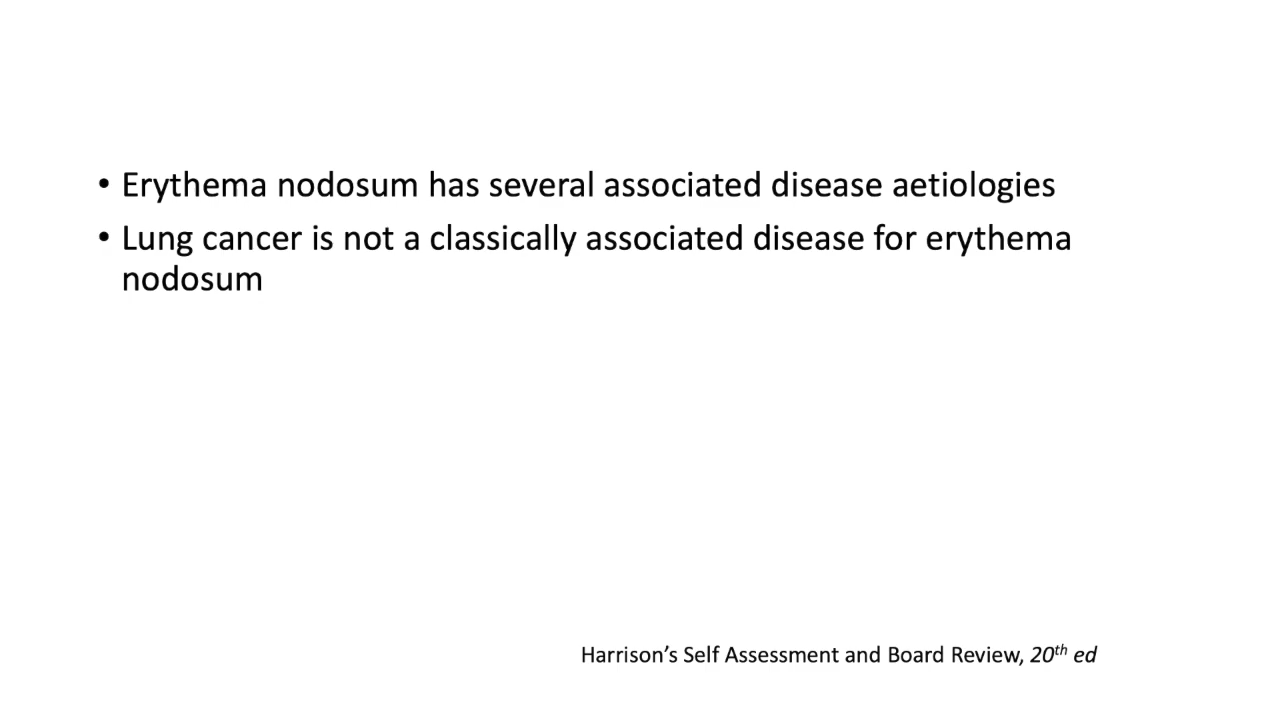 • Erythema nodosum has several associated disease aetiologies
• Lung cancer is not a classically associated disease for erythema
nodosum
Harrison’s Self Assessment and Board Review, 20th ed